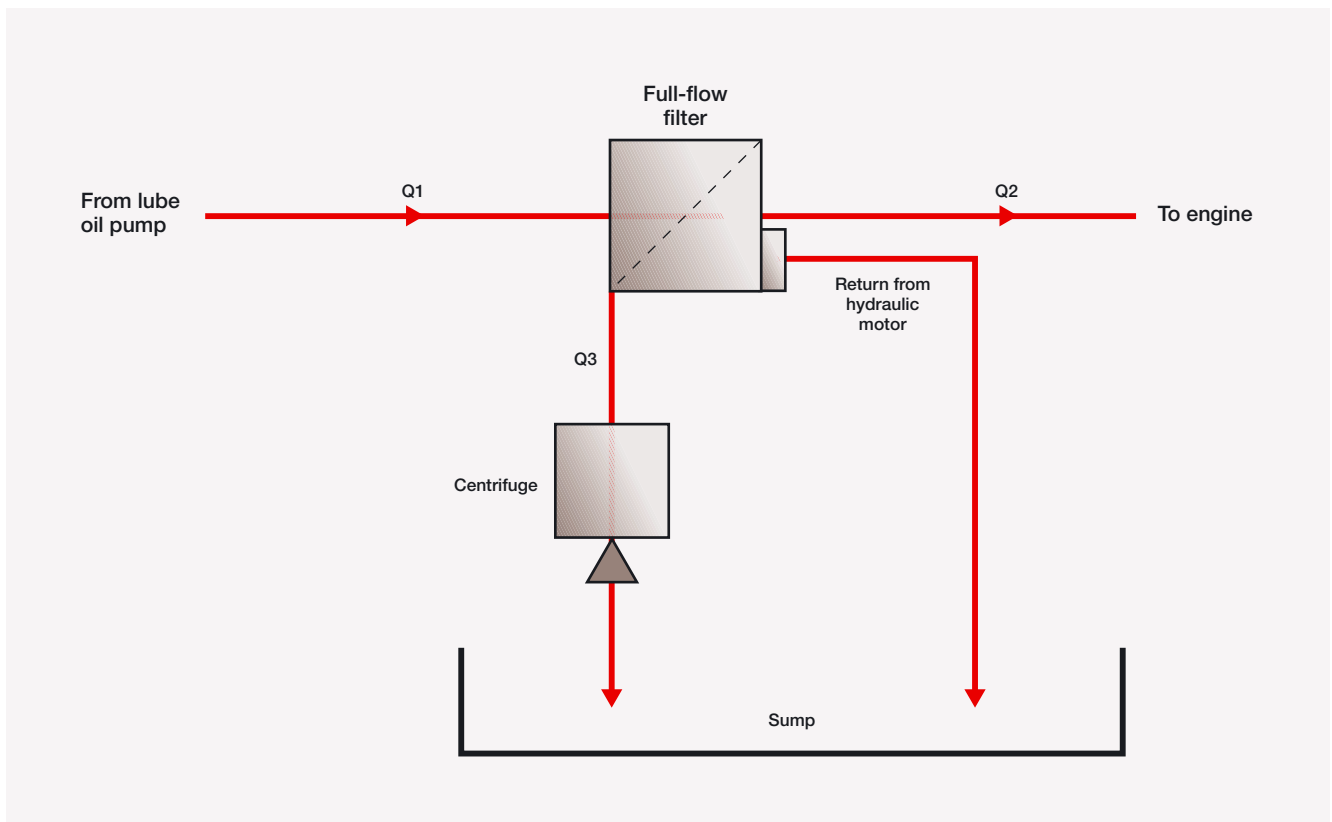 Full-flow
filter
From lube
oil pump
Q1
Q2
To engine
Return from
hydraulic
motor
Q3
Centrifuge
Sump